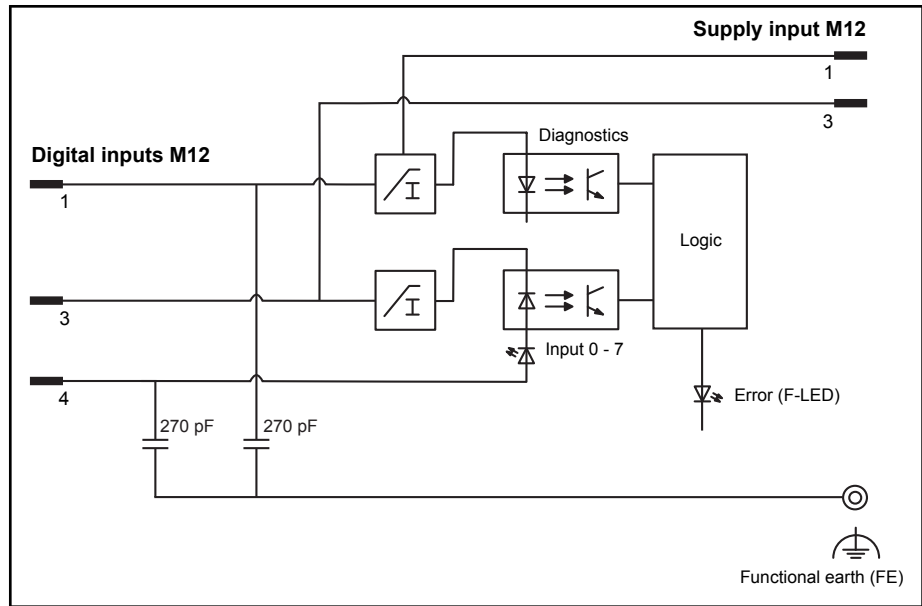 Supply input M12
1
3
Diagnostics
Digital inputs M12
1
Logic
3
Input 0 - 7
4
Error (F-LED)
270 pF
270 pF
Functional earth (FE)